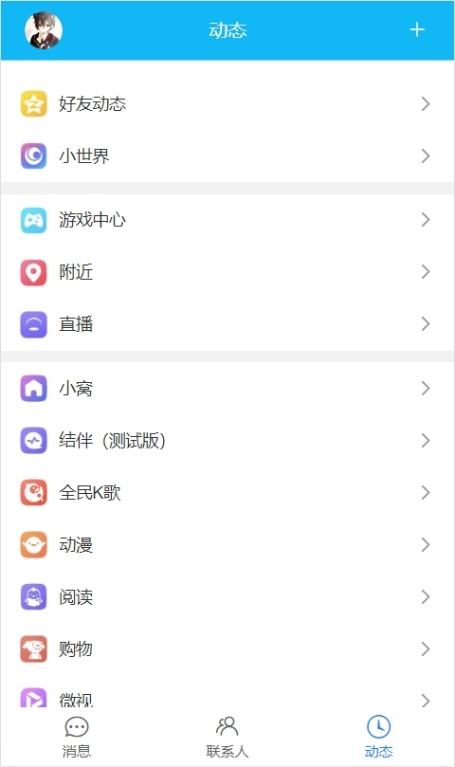 动态
好友动态
小世界
游戏中心
附近
直播
小窝
结伴（测试版）
全民K歌
动漫
阅读
购物
微视
消息
联系人
动态